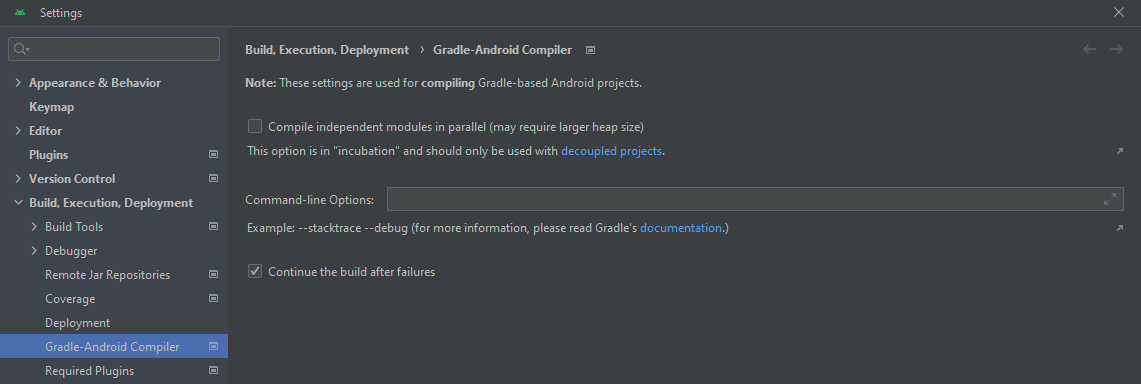 Settings
Appearance & Behavior
Keymap
Editor
Plugins
Version Control
Build, Execution, Deployment
Build Tools
Debugger
Remote Jar Repositories
Coverage
Deployment
Gradle-Android Compiler
Required Plugins
Build, Execution, Deployment › Gradle-Android Compiler
Note: These settings are used for compiling Gradle-based Android projects.
Compile independent modules in parallel (may require larger heap size)
This option is in "incubation" and should only be used with decoupled projects.
Command-line Options:
Example: --stacktrace --debug (for more information, please read Gradle's documentation.)
Continue the build after failures